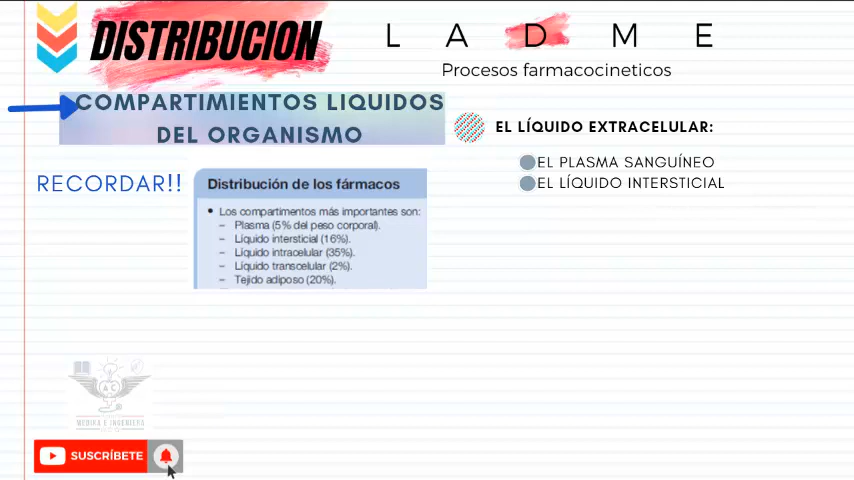 DISTRIBUCION
L A D M E
Procesos farmacocineticos
COMPARTIMIENTOS LIQUIDOS
DEL ORGANISMO
EL LÍQUIDO EXTRACELULAR:
EL PLASMA SANGUÍNEO
EL LÍQUIDO INTERSTICIAL
RECORDAR!!
Distribución de los fármacos
• Los compartimentos más importantes son:
– Plasma (5% del peso corporal).
– Líquido intersticial (16%).
– Líquido intracelular (35%).
– Líquido transcelular (2%).
– Tejido adiposo (20%).
AC
SUSCRÍBETE